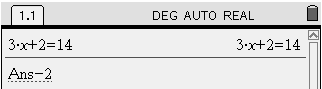 1.1 DEG AUTO REAL
3·x+2=14 3·x+2=14
Ans−2